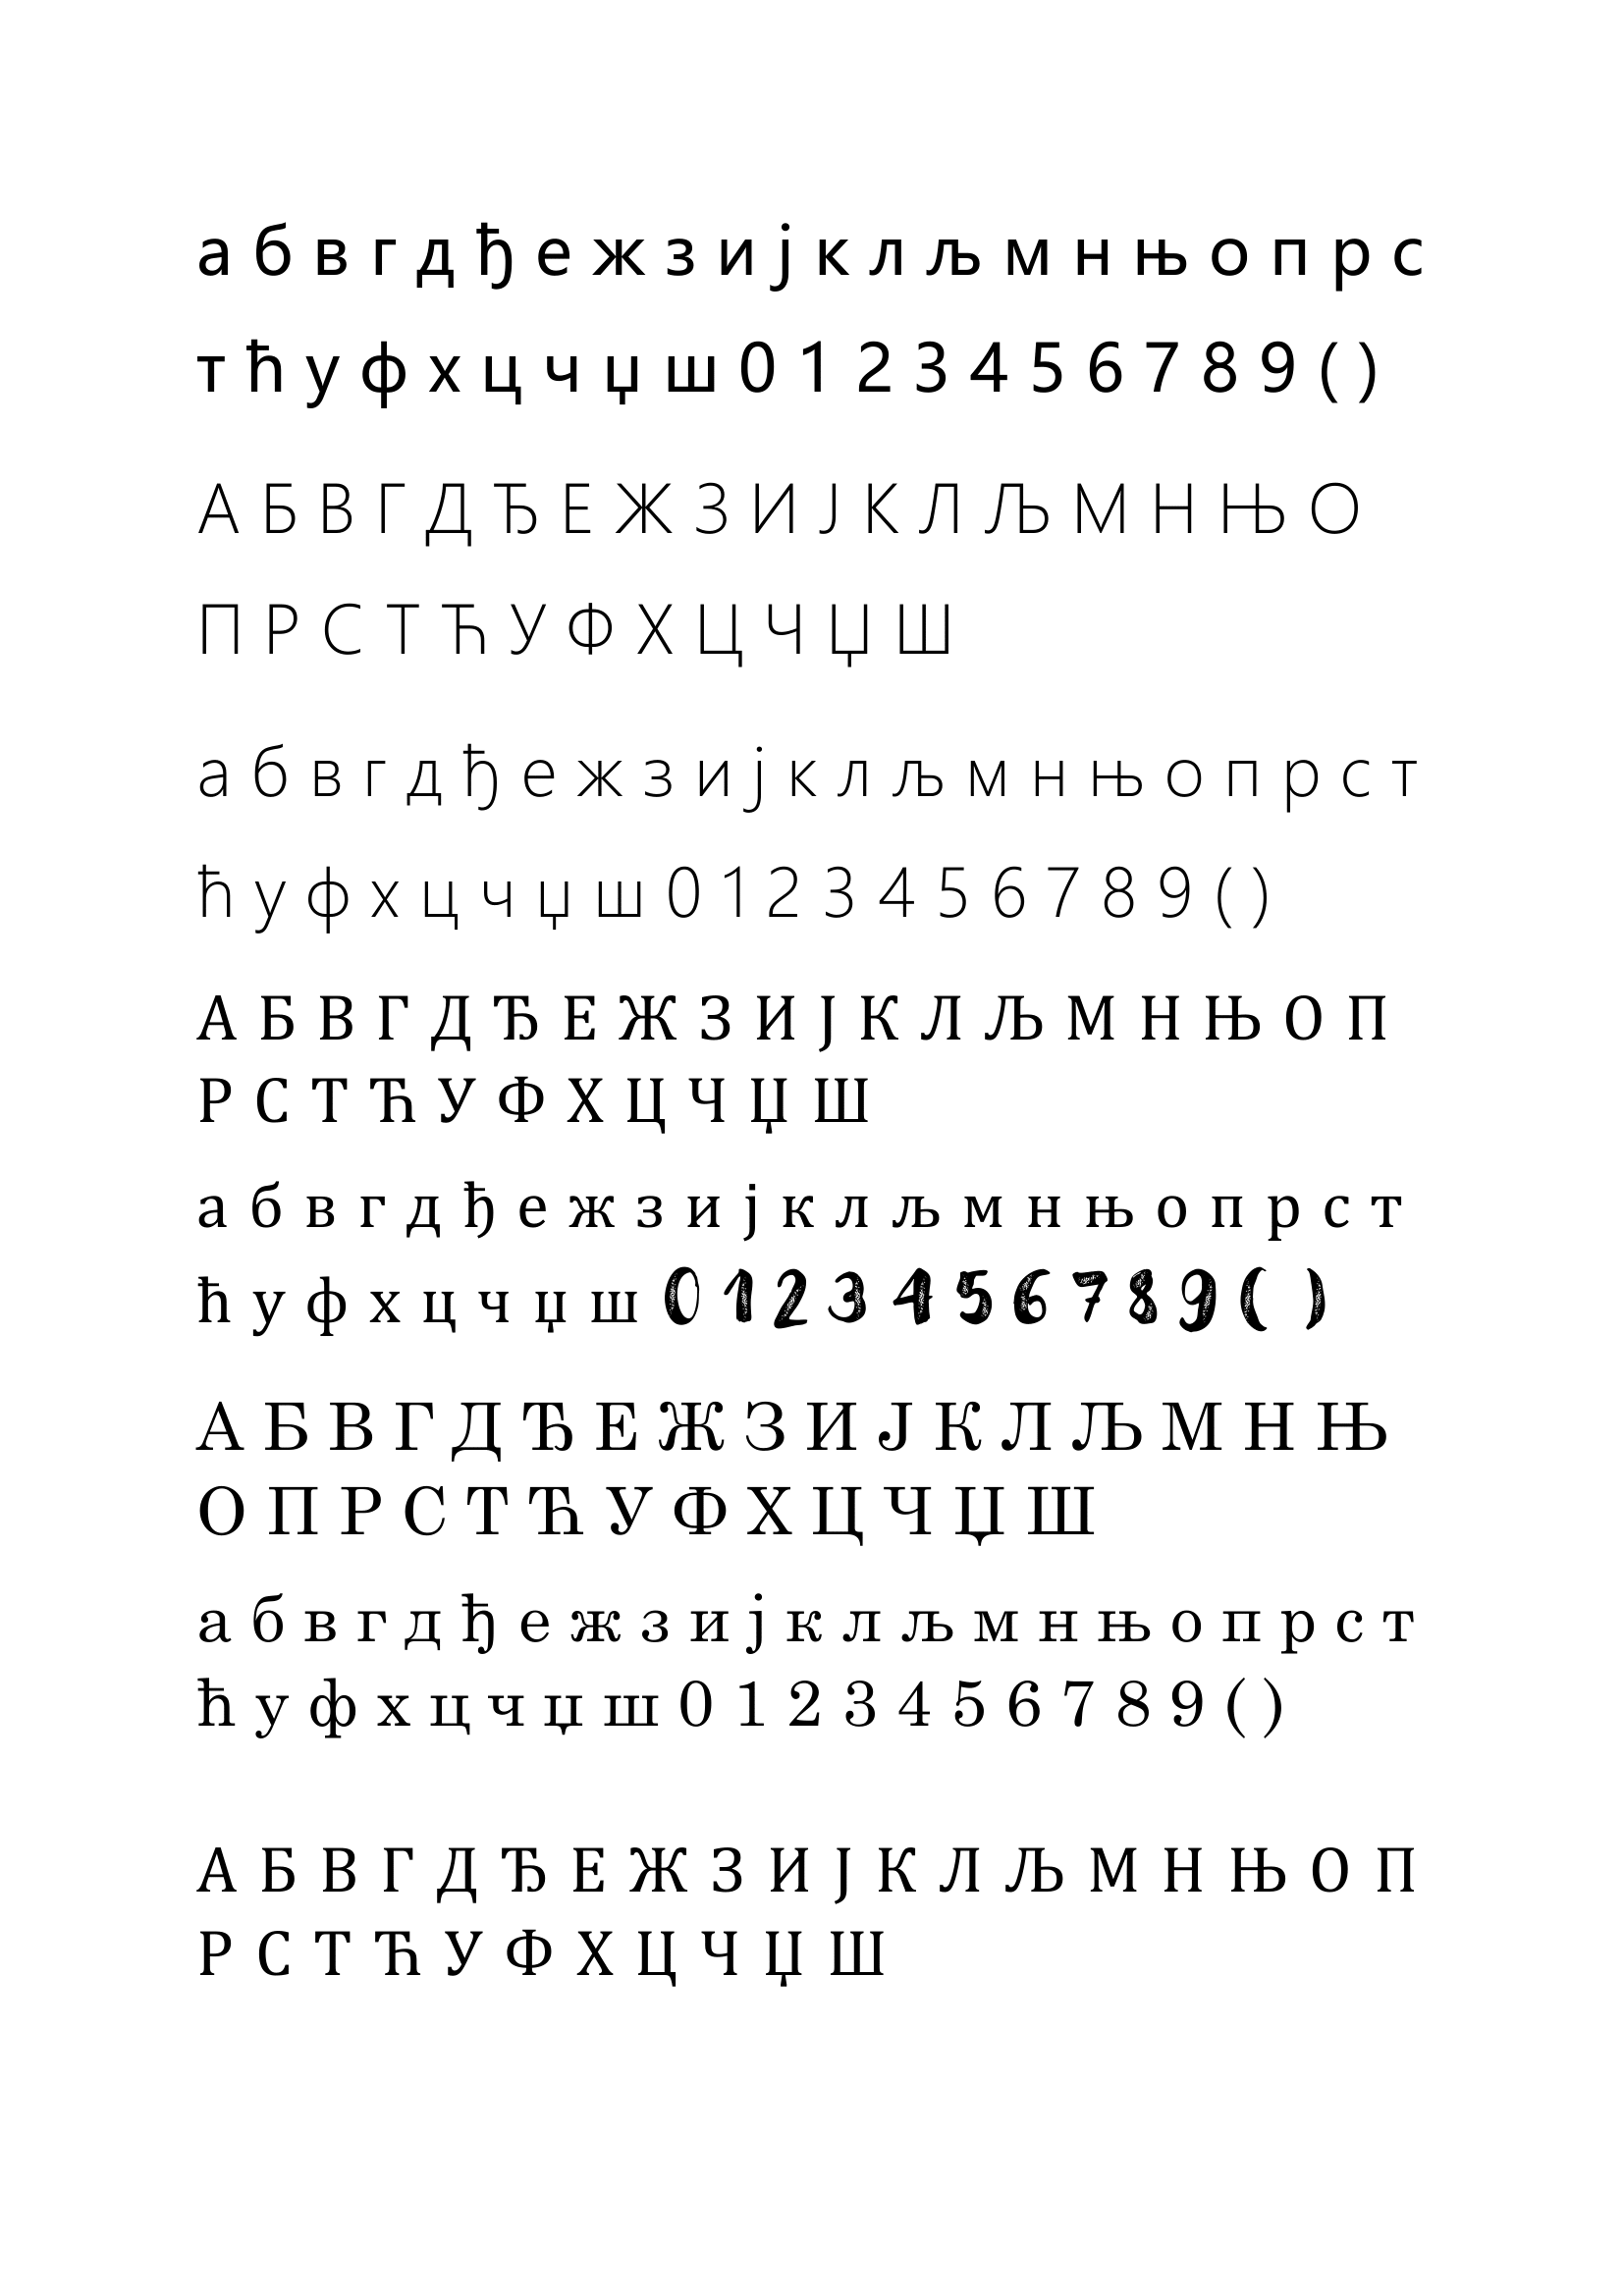 а б в г д ђ е ж з и ј к л љ м н њ о п р с
т ћ у ф х ц ч џ ш 0 1 2 3 4 5 6 7 8 9 ( )
А Б В Г Д Ђ Е Ж З И Ј К Л Љ М Н Њ О
П Р С Т Ћ У Ф Х Ц Ч Џ Ш
а б в г д ђ е ж з и ј к л љ м н њ о п р с т
ћ у ф х ц ч џ ш 0 1 2 3 4 5 6 7 8 9 ( )
А Б В Г Д Ђ Е Ж З И Ј К Л Љ М Н Њ О П
Р С Т Ћ У Ф Х Ц Ч Џ Ш
а б в г д ђ е ж з и ј к л љ м н њ о п р с т
ћ у ф х ц ч џ ш 0 1 2 3 4 5 6 7 8 9 ( )
А Б В Г Д Ђ Е Ж З И Ј К Л Љ М Н Њ
О П Р С Т Ћ У Ф Х Ц Ч Џ Ш
а б в г д ђ е ж з и ј к л љ м н њ о п р с т
ћ у ф х ц ч џ ш 0 1 2 3 4 5 6 7 8 9 ( )
А Б В Г Д Ђ Е Ж З И Ј К Л Љ М Н Њ О П
Р С Т Ћ У Ф Х Ц Ч Џ Ш